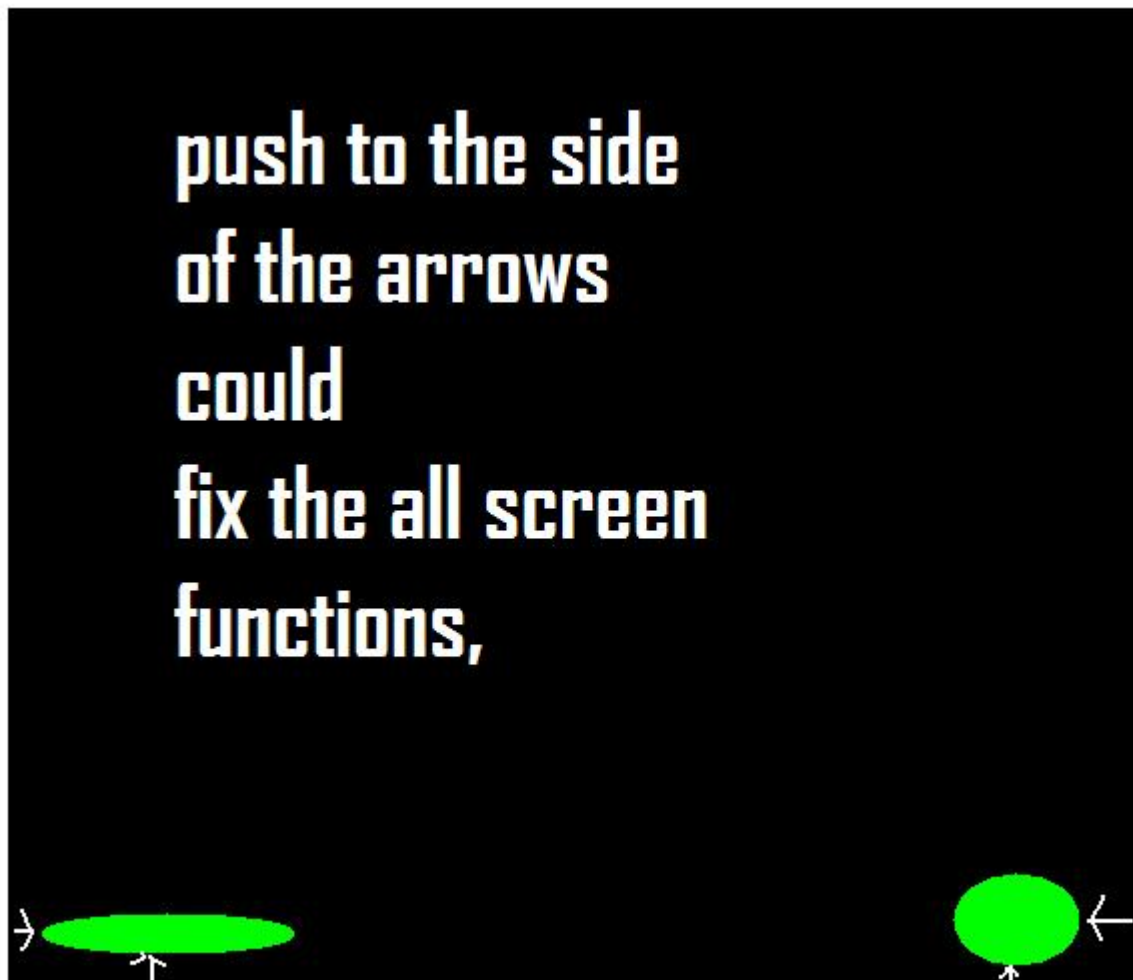 push to the side
of the arrows
could
fix the all screen
functions,